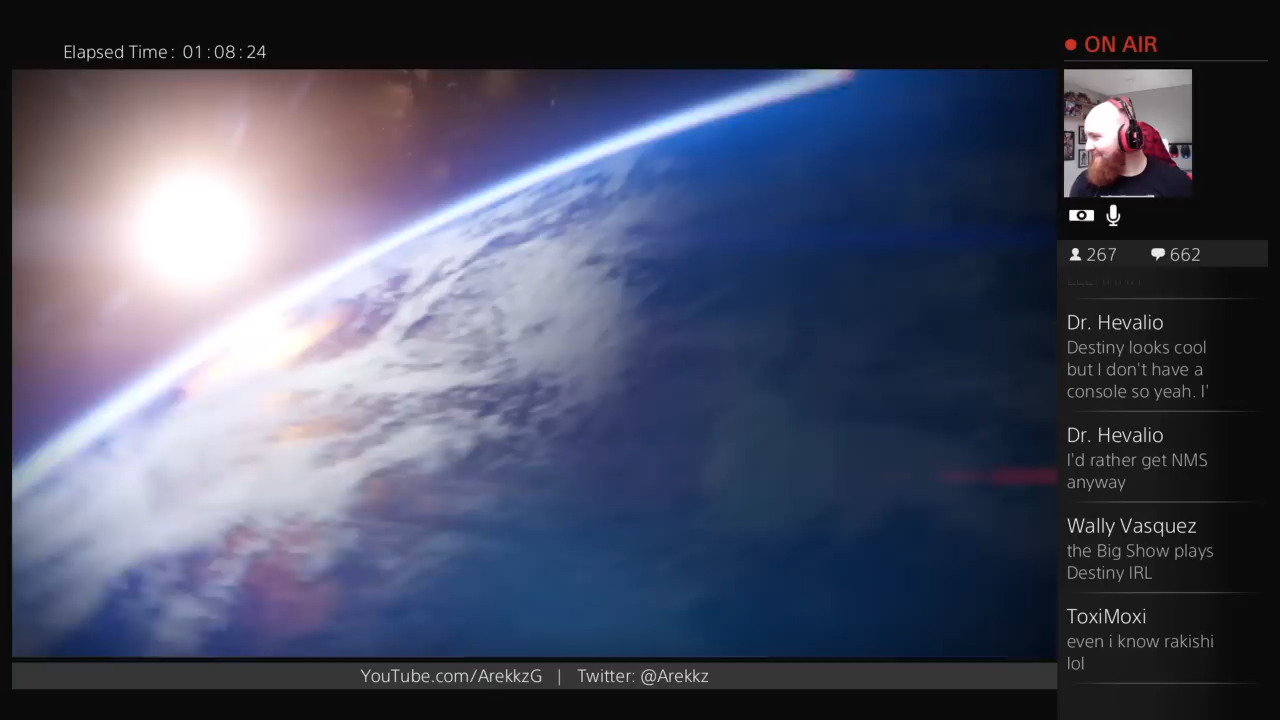 Elapsed Time: 01:08:24
ON AIR
267 662
Dr. Hevalio
Destiny looks cool
but I don't have a
console so yeah. I'
Dr. Hevalio
I'd rather get NMS
anyway
Wally Vasquez
the Big Show plays
Destiny IRL
ToxiMoxi
even i know rakishi
lol
YouTube.com/ArekkzG | Twitter: @Arekkz